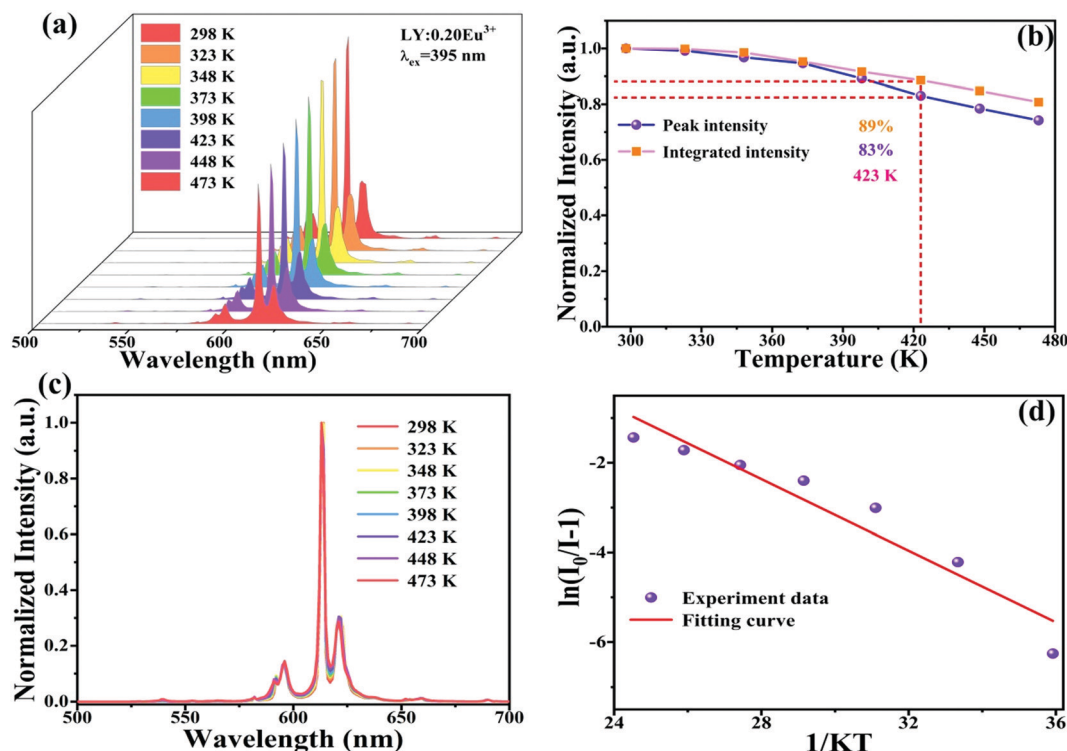 (a)
298 K
323 K
348 K
373 K
398 K
423 K
448 K
473 K
LY:0.20Eu³⁺
λex=395 nm
500 550 600 650 700
Wavelength (nm)
(b)
Normalized Intensity (a.u.)
1.0
0.8
0.6
0.4
0.2
0.0
Peak intensity
Integrated intensity
89%
83%
423 K
300 330 360 390 420 450 480
Temperature (K)
(c)
Normalized Intensity (a.u.)
1.0
0.8
0.6
0.4
0.2
0.0
298 K
323 K
348 K
373 K
398 K
423 K
448 K
473 K
500 550 600 650 700
Wavelength (nm)
(d)
ln(I₀/I-1)
-2
-4
-6
Experiment data
Fitting curve
24 28 32 36
1/KT